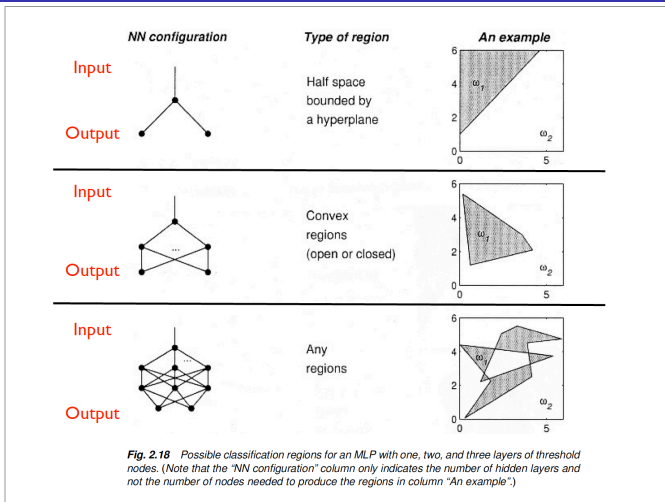 NN configuration Type of region An example
Input
Half space
bounded by
a hyperplane
Output
6
4
2
0
0 5
ω1
ω2
Input
...
Convex
regions
(open or closed)
Output
6
4
2
0
0 5
ω1
ω2
Input
...
Any
regions
Output
6
4
2
0
0 5
ω1
ω2
Fig. 2.18 Possible classification regions for an MLP with one, two, and three layers of threshold
nodes. (Note that the “NN configuration” column only indicates the number of hidden layers and
not the number of nodes needed to produce the regions in column “An example”.)